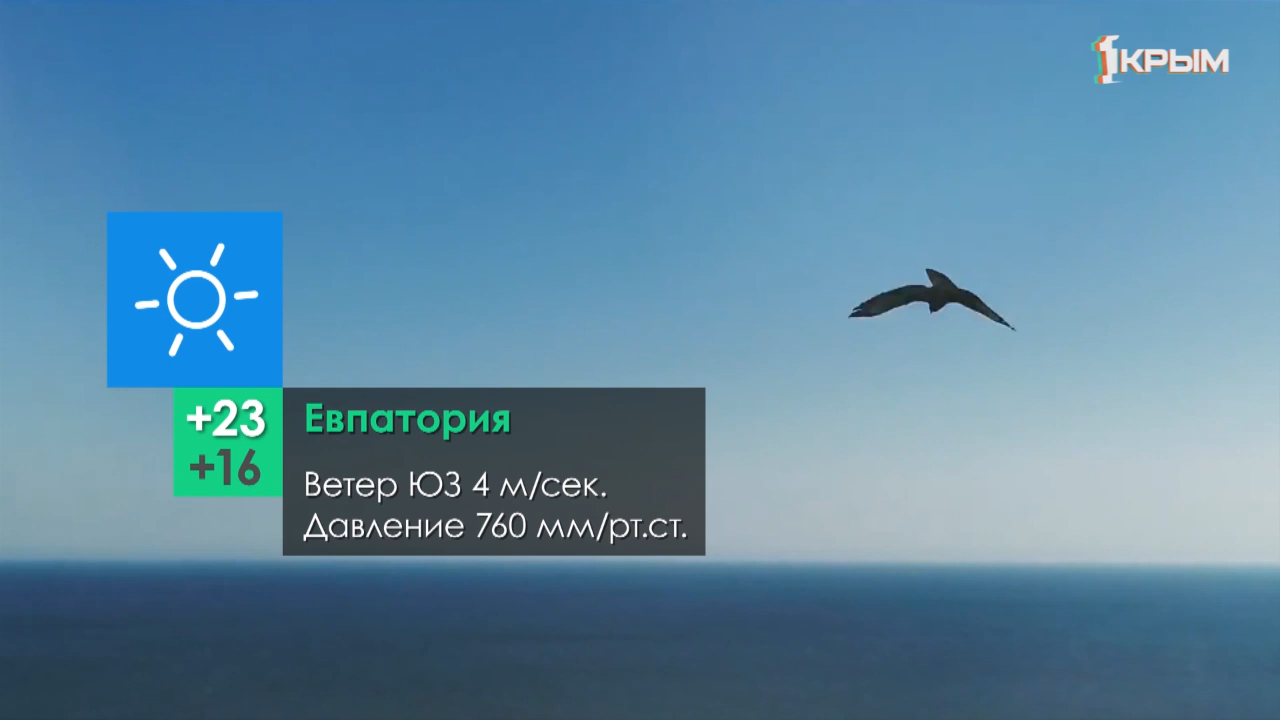 1КРЫМ
+23
+16
Евпатория
Ветер ЮЗ 4 м/сек.
Давление 760 мм/рт.ст.